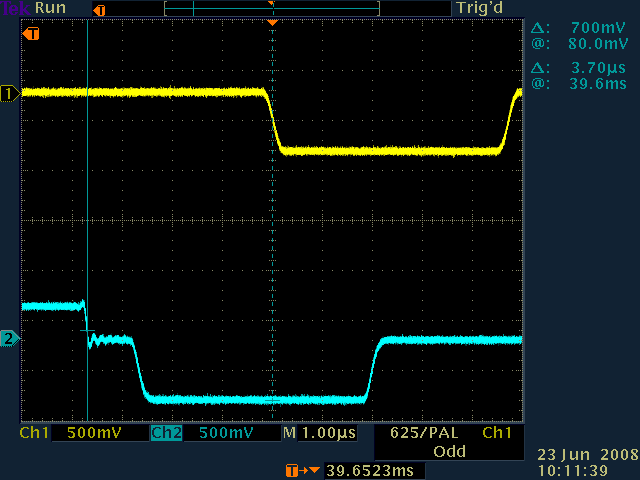 Tek Run T Trig'd
T
Δ: 700mV
@: 80.0mV
Δ: 3.70µs
@: 39.6ms
1
2
Ch1 500mV Ch2 500mV M 1.00µs 625/PAL Ch1
Odd
T→▼ 39.6523ms
23 Jun 2008
10:11:39